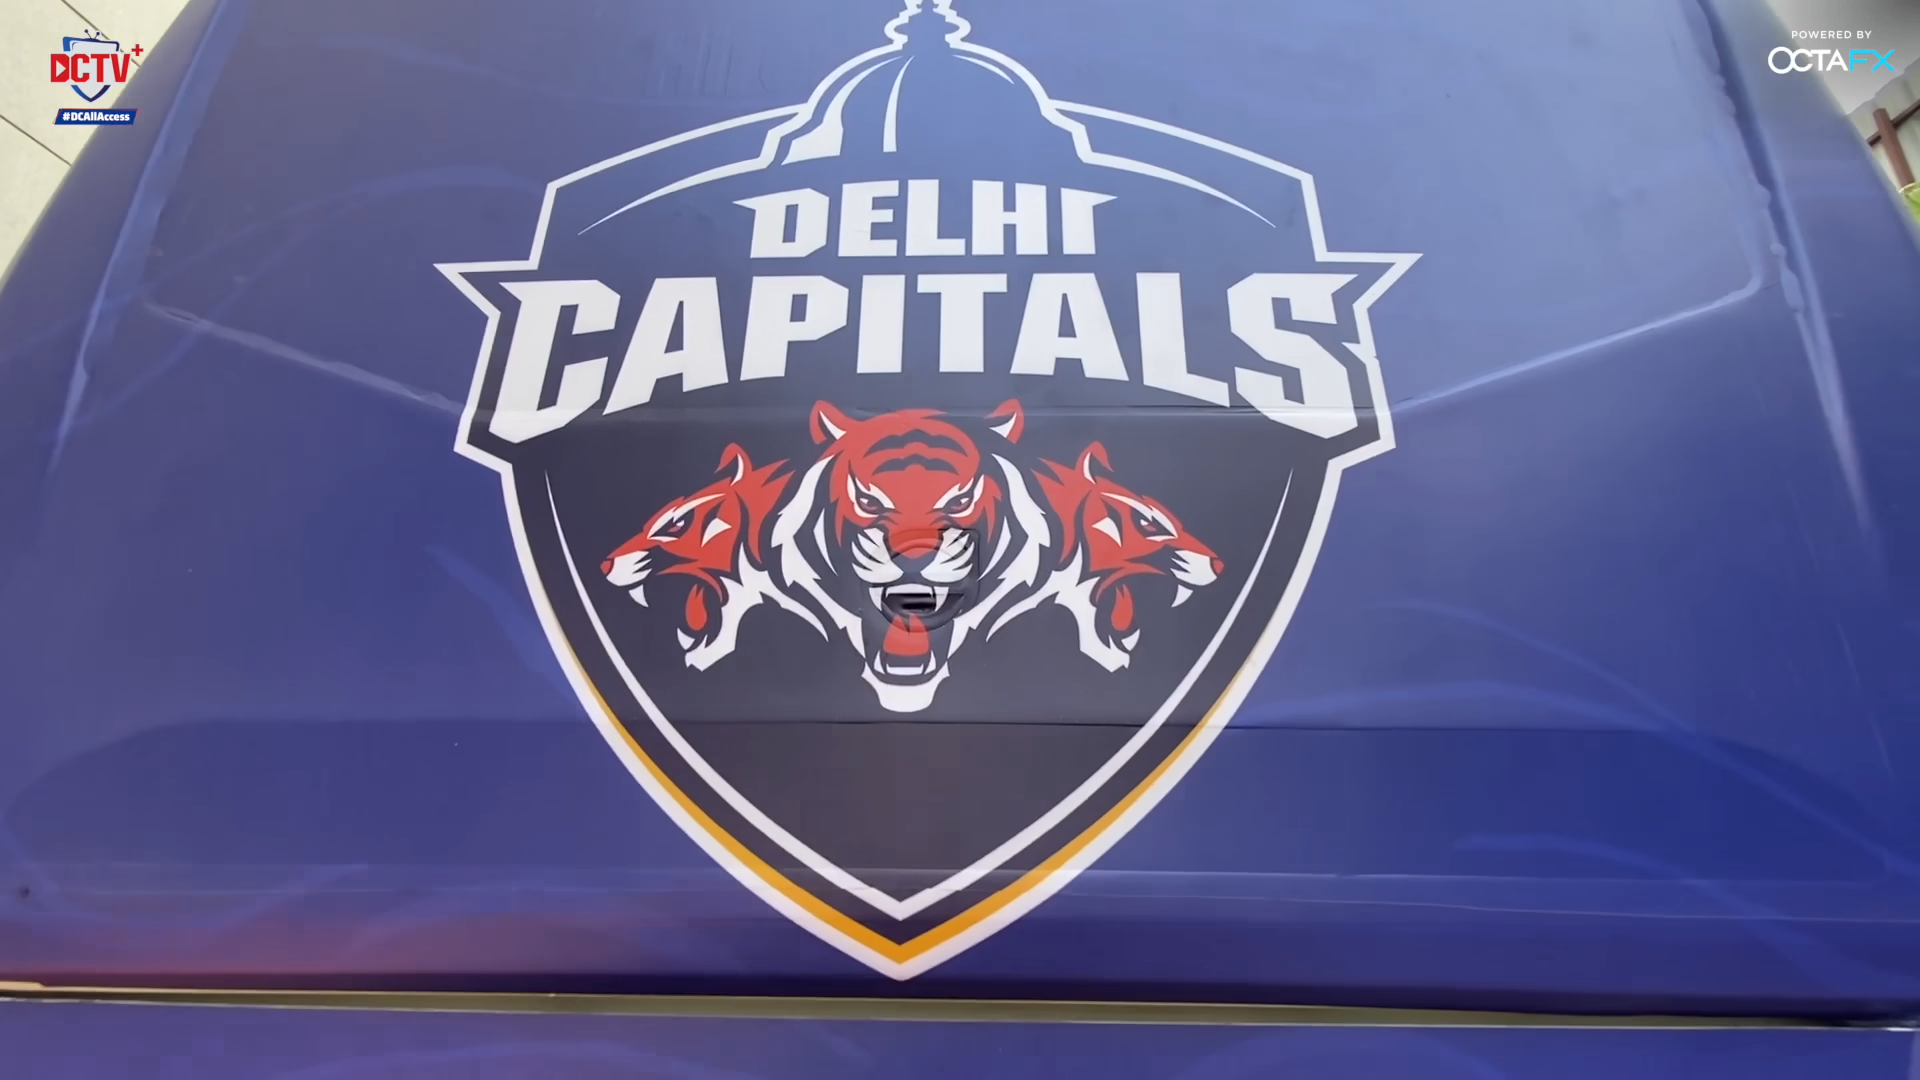 DCTV+
#DCAllAccess
POWERED BY
OCTAFX
DELHI
CAPITALS